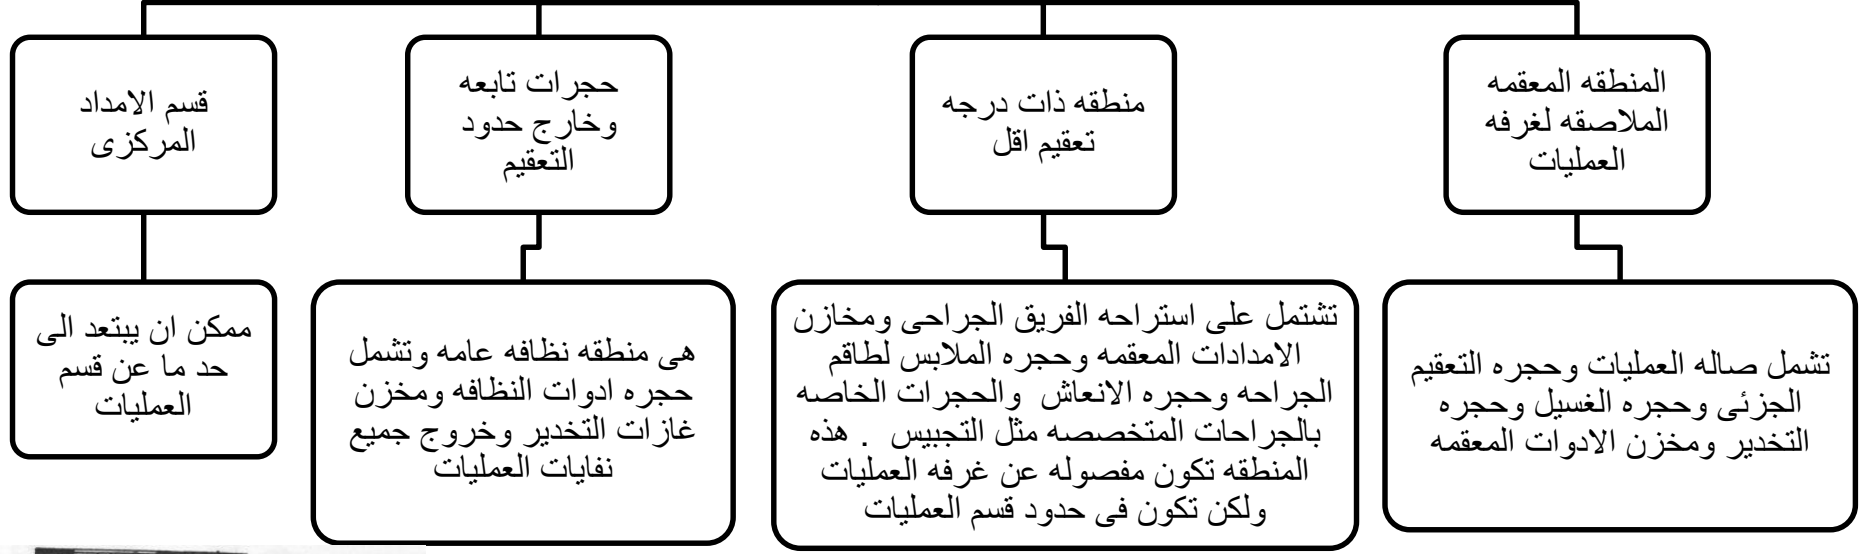 المنطقه المعقمه
الملاصقه لغرفه
العمليات
منطقه ذات درجه
تعقيم اقل
حجرات تابعه
وخارج حدود
التعقيم
قسم الامداد
المركزى
تشمل صاله العمليات وحجره التعقيم
الجزئى وحجره الغسيل وحجره
التخدير ومخزن الادوات المعقمه
تشتمل على استراحه الفريق الجراحى ومخازن
الامدادات المعقمه وحجره الملابس لطاقم
الجراحه وحجره الانعاش والحجرات الخاصه
بالجراحات المتخصصه مثل التجبيس . هذه
المنطقه تكون مفصوله عن غرفه العمليات
ولكن تكون فى حدود قسم العمليات
هى منطقه نظافه عامه وتشمل
حجره ادوات النظافه ومخزن
غازات التخدير وخروج جميع
نفايات العمليات
ممكن ان يبتعد الى
حد ما عن قسم
العمليات